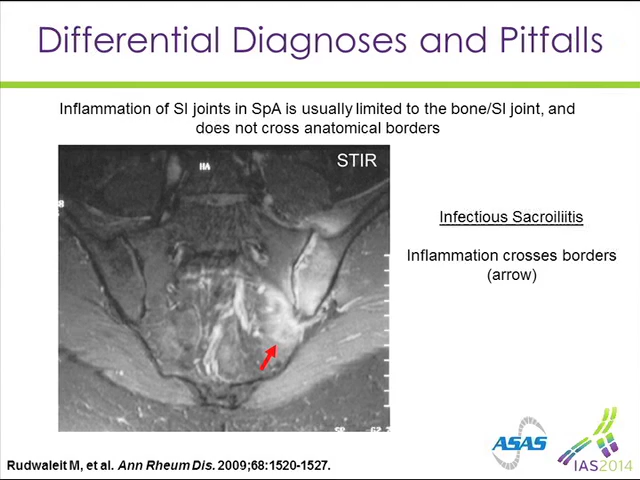 Differential Diagnoses and Pitfalls
Inflammation of SI joints in SpA is usually limited to the bone/SI joint, and
does not cross anatomical borders
STIR
Infectious Sacroiliitis
Inflammation crosses borders
(arrow)
ASAS
IAS2014
Rudwaleit M, et al. Ann Rheum Dis. 2009;68:1520-1527.